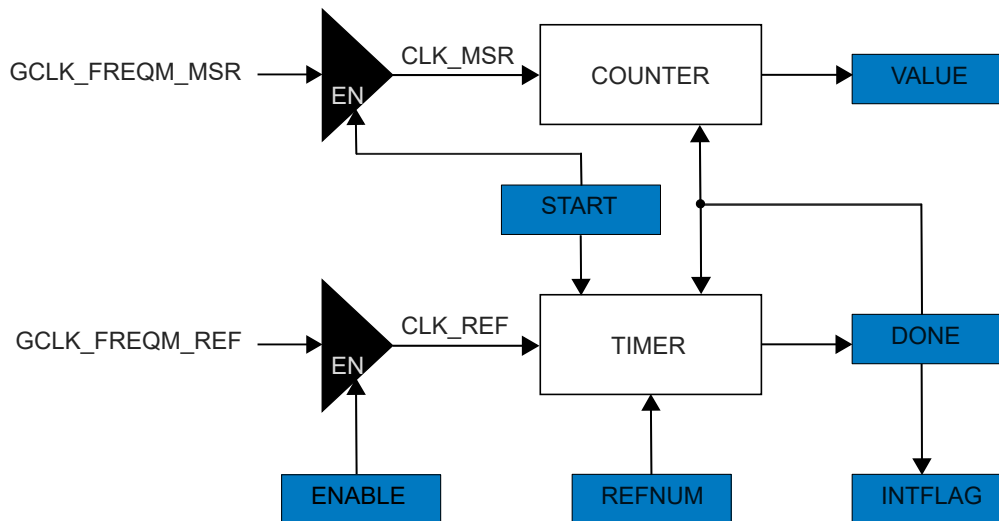 GCLK_FREQM_MSR
CLK_MSR
EN
COUNTER
VALUE
START
GCLK_FREQM_REF
CLK_REF
EN
TIMER
DONE
ENABLE
REFNUM
INTFLAG